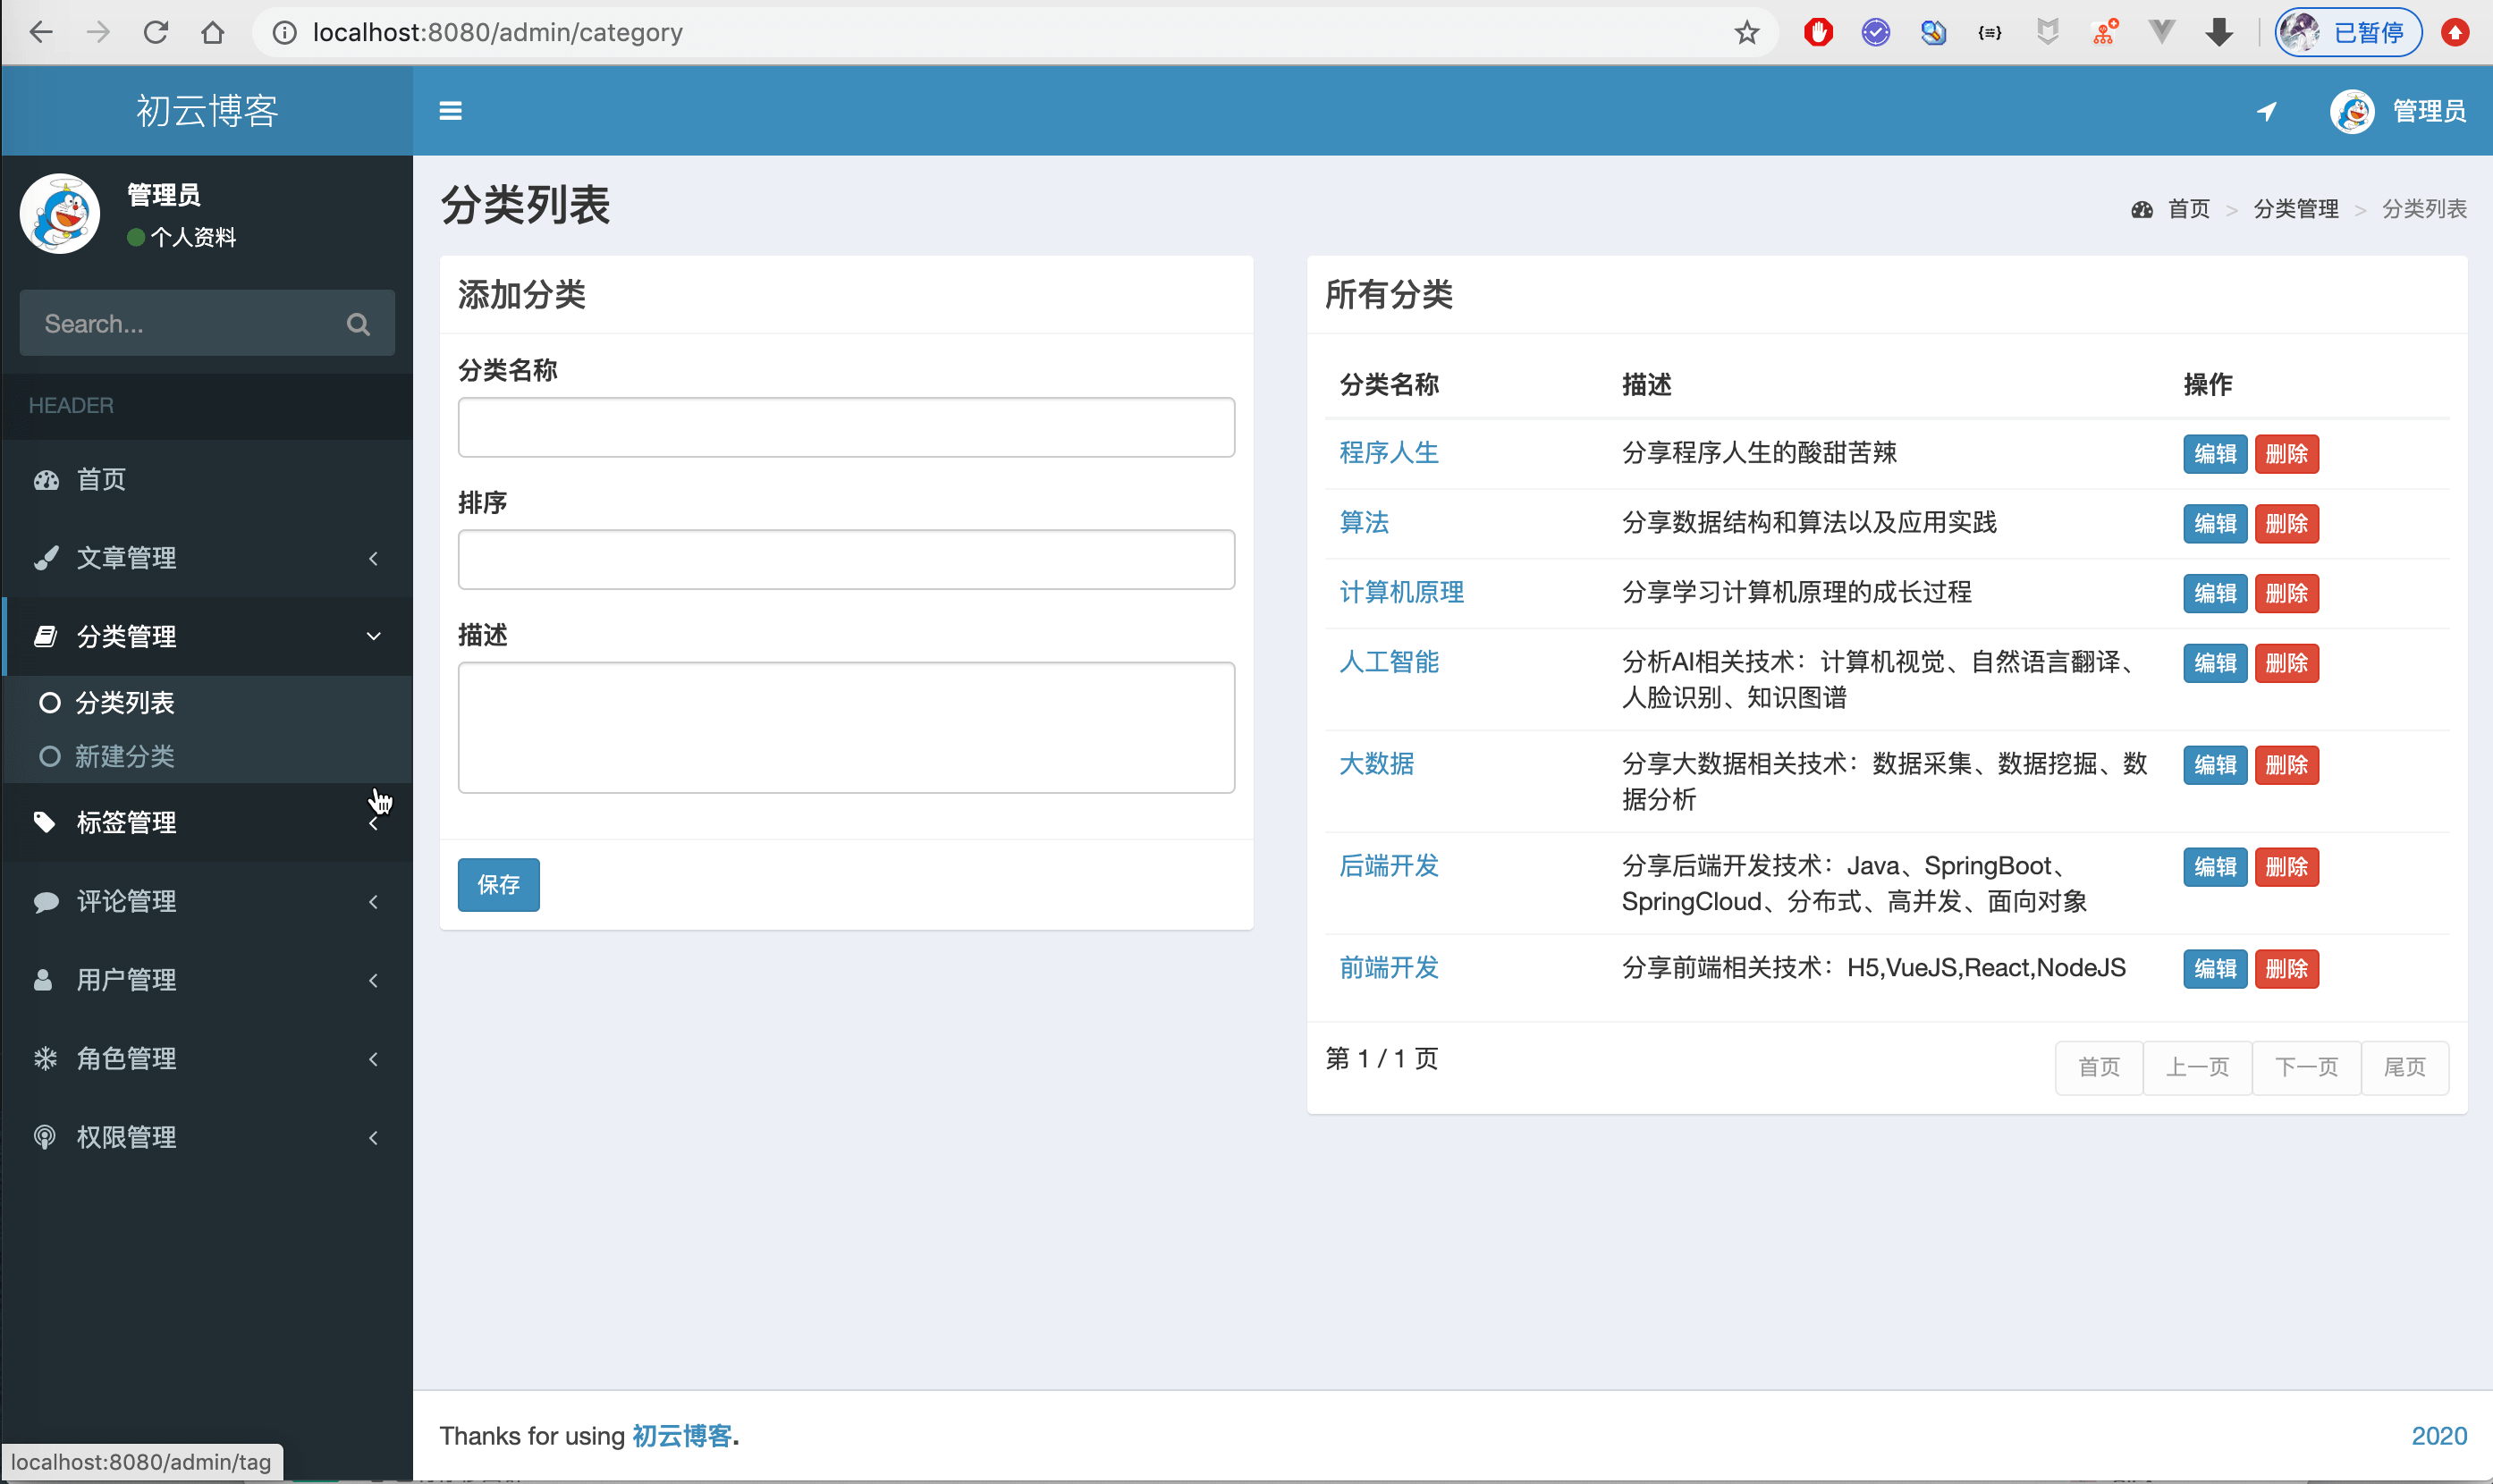 localhost:8080/admin/category
已暂停
初云博客
管理员
管理员
个人资料
Search...
HEADER
首页
文章管理
分类管理
分类列表
新建分类
标签管理
评论管理
用户管理
角色管理
权限管理
分类列表
首页 > 分类管理 > 分类列表
添加分类
分类名称
排序
描述
保存
所有分类
分类名称 描述 操作
程序人生 分享程序人生的酸甜苦辣 编辑 删除
算法 分享数据结构和算法以及应用实践 编辑 删除
计算机原理 分享学习计算机原理的成长过程 编辑 删除
人工智能 分析AI相关技术：计算机视觉、自然语言翻译、 编辑 删除
人脸识别、知识图谱
大数据 分享大数据相关技术：数据采集、数据挖掘、数 编辑 删除
据分析
后端开发 分享后端开发技术：Java、SpringBoot、 编辑 删除
SpringCloud、分布式、高并发、面向对象
前端开发 分享前端相关技术：H5,VueJS,React,NodeJS 编辑 删除
第 1 / 1 页
首页 上一页 下一页 尾页
Thanks for using 初云博客.
2020
localhost:8080/admin/tag